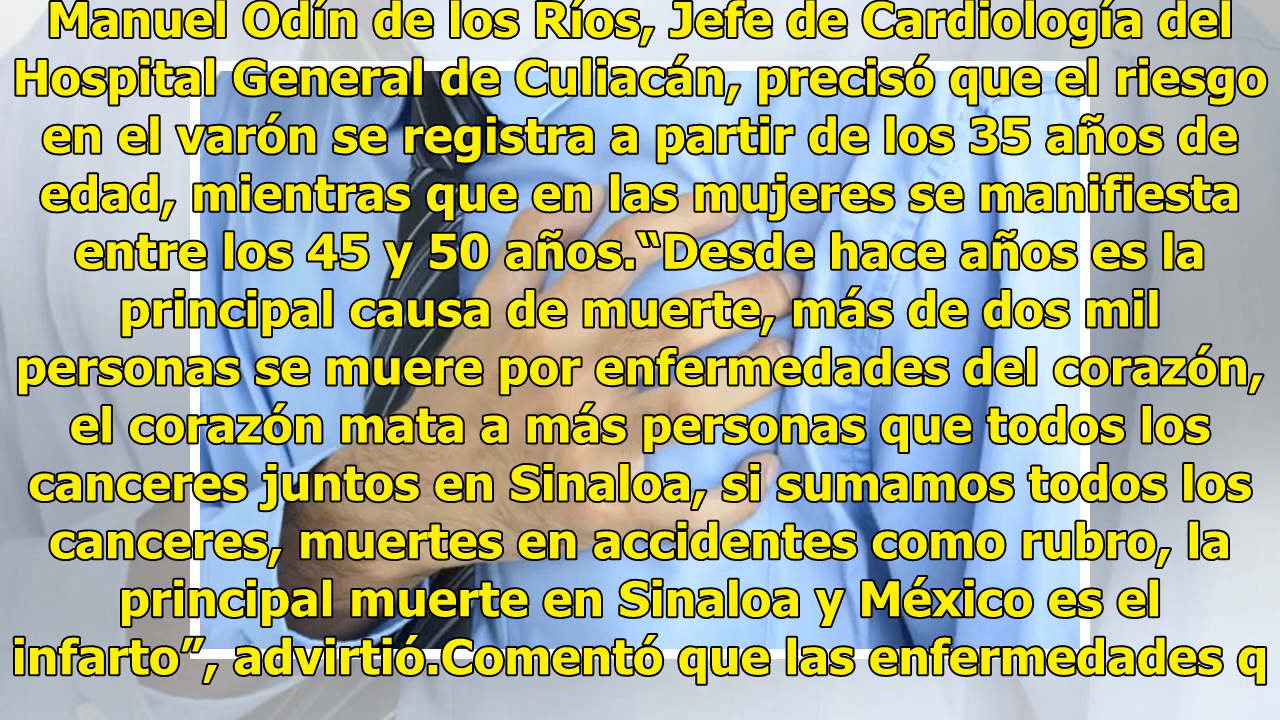 Manuel Odín de los Ríos, Jefe de Cardiología del
Hospital General de Culiacán, precisó que el riesgo
en el varón se registra a partir de los 35 años de
edad, mientras que en las mujeres se manifiesta
entre los 45 y 50 años.“Desde hace años es la
principal causa de muerte, más de dos mil
personas se muere por enfermedades del corazón,
el corazón mata a más personas que todos los
canceres juntos en Sinaloa, si sumamos todos los
canceres, muertes en accidentes como rubro, la
principal muerte en Sinaloa y México es el
infarto”, advirtió.Comentó que las enfermedades q